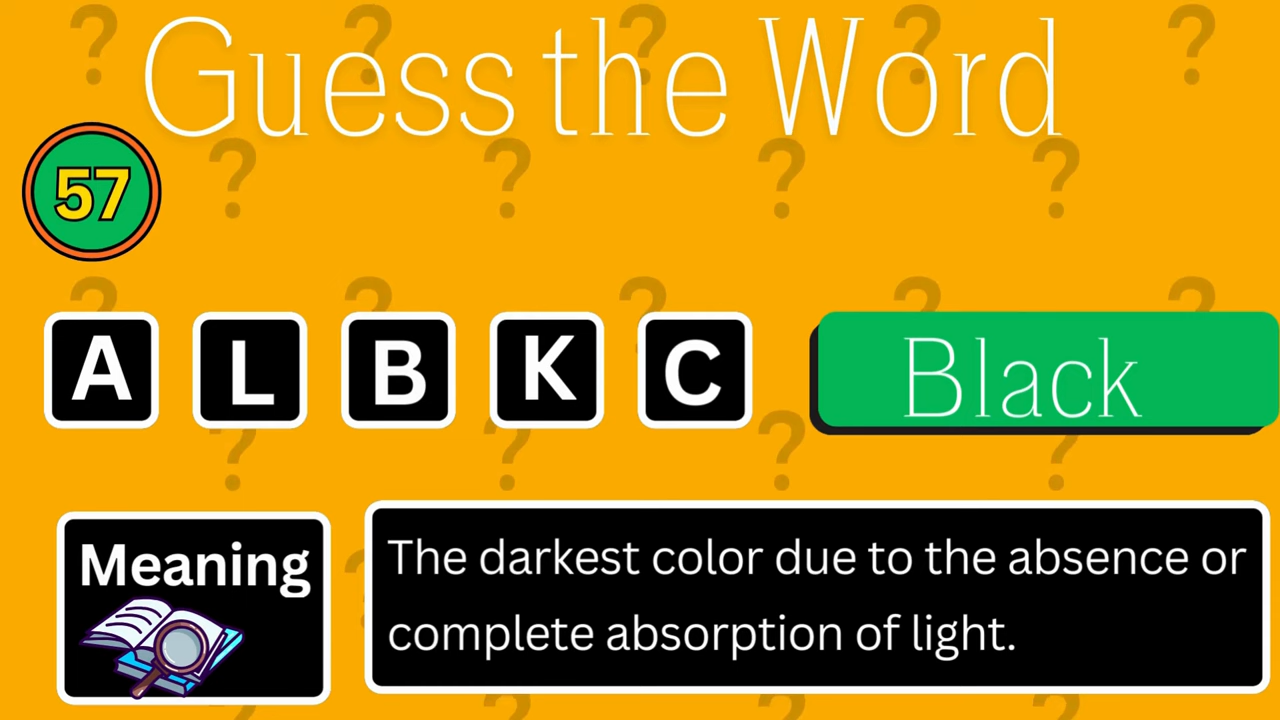 Guess the Word
57
A L B K C
Black
Meaning
The darkest color due to the absence or
complete absorption of light.